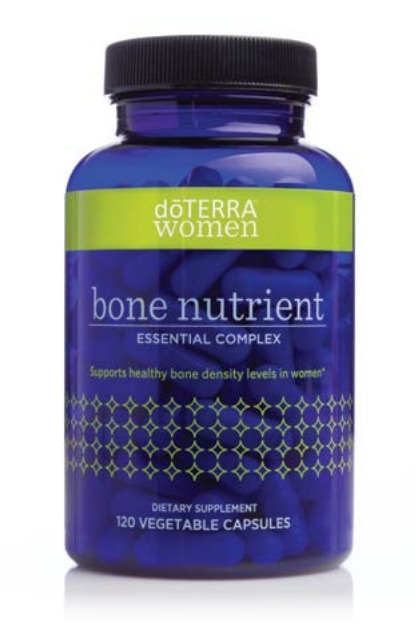 dōTERRA®
women
bone nutrient
ESSENTIAL COMPLEX
Supports healthy bone density levels in women*
DIETARY SUPPLEMENT
120 VEGETABLE CAPSULES